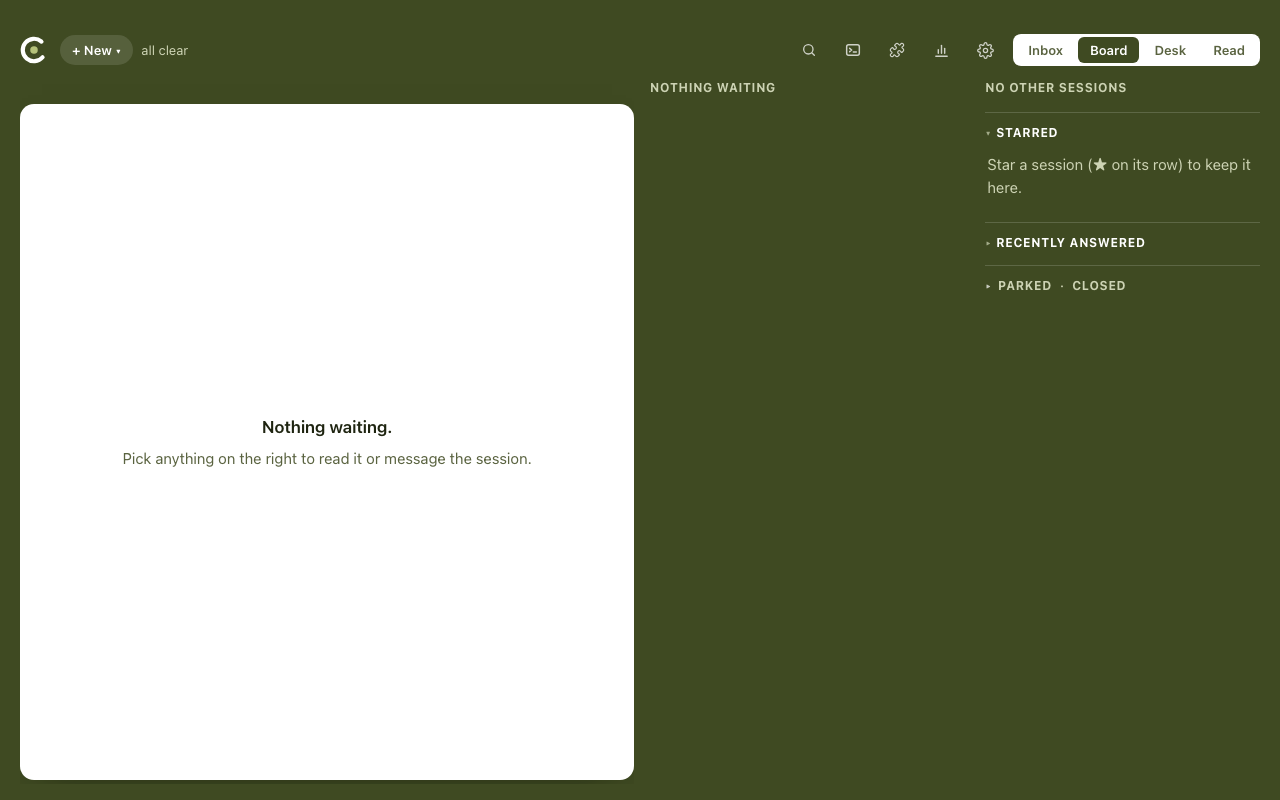 + New ▾
all clear
Inbox
Board
Desk
Read
NOTHING WAITING
NO OTHER SESSIONS
▾ STARRED
Star a session (★ on its row) to keep it
here.
▸ RECENTLY ANSWERED
▸ PARKED · CLOSED
Nothing waiting.
Pick anything on the right to read it or message the session.